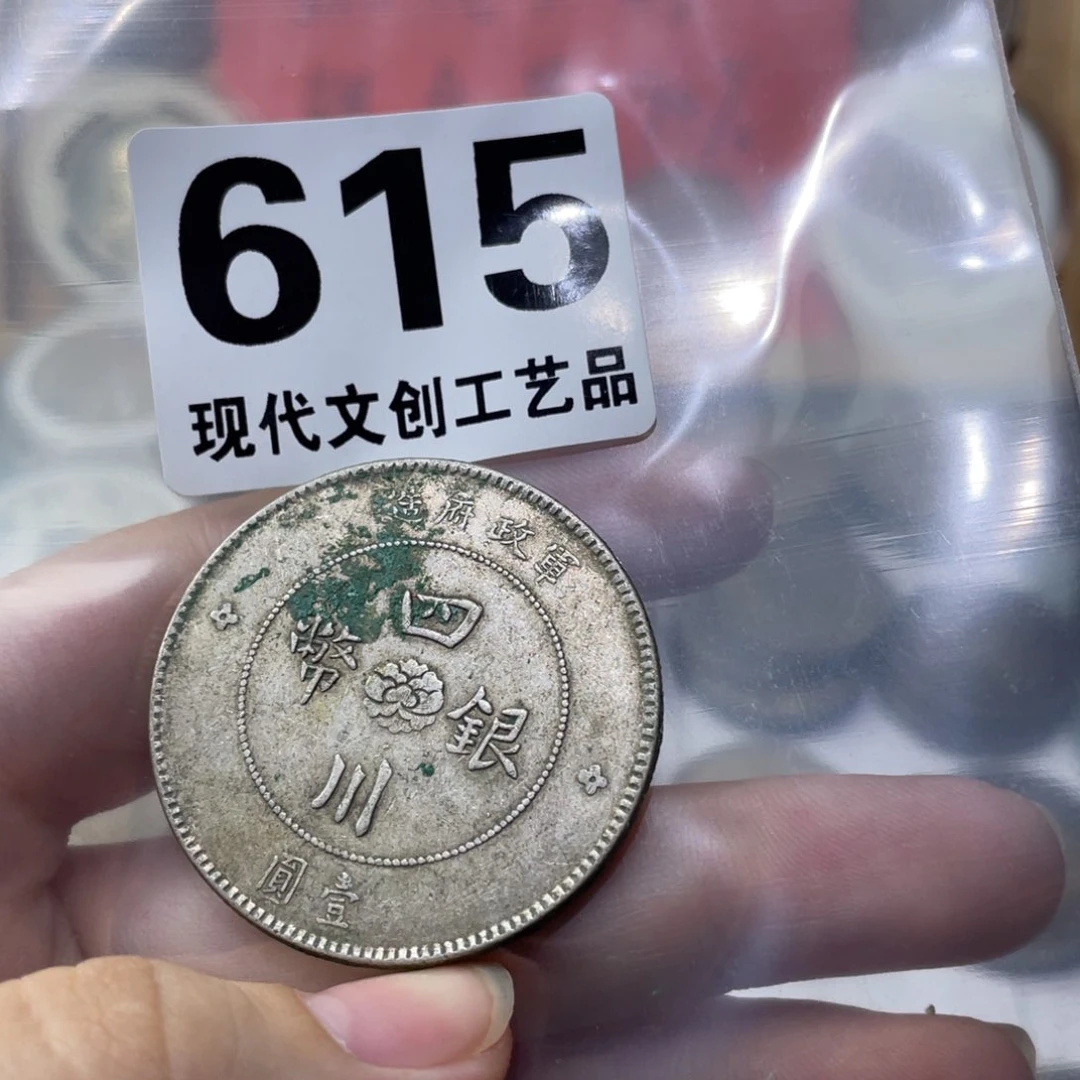 615
现代文创工艺品
軍政府造
四川
銀幣
壹圓